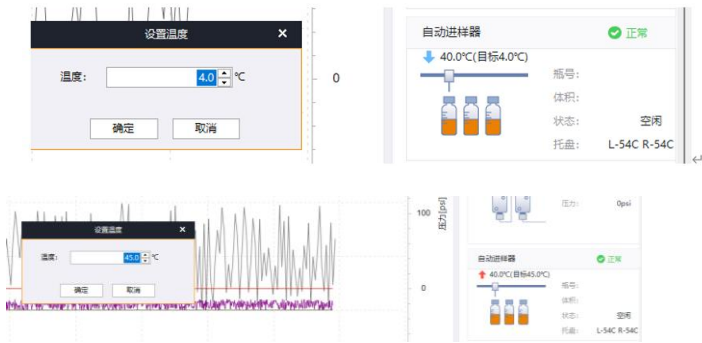 设置温度 ×
温度: 4.0 ℃
确定 取消
0
自动进样器 正常
40.0℃(目标4.0℃)
瓶号:
体积:
状态: 空闲
托盘: L-54C R-54C
设置温度 ×
温度: 45.0 ℃
确定 取消
100
压力[psi]
0
压力: 0psi
自动进样器 正常
40.0℃(目标45.0℃)
瓶号:
体积:
状态: 空闲
托盘: L-54C R-54C